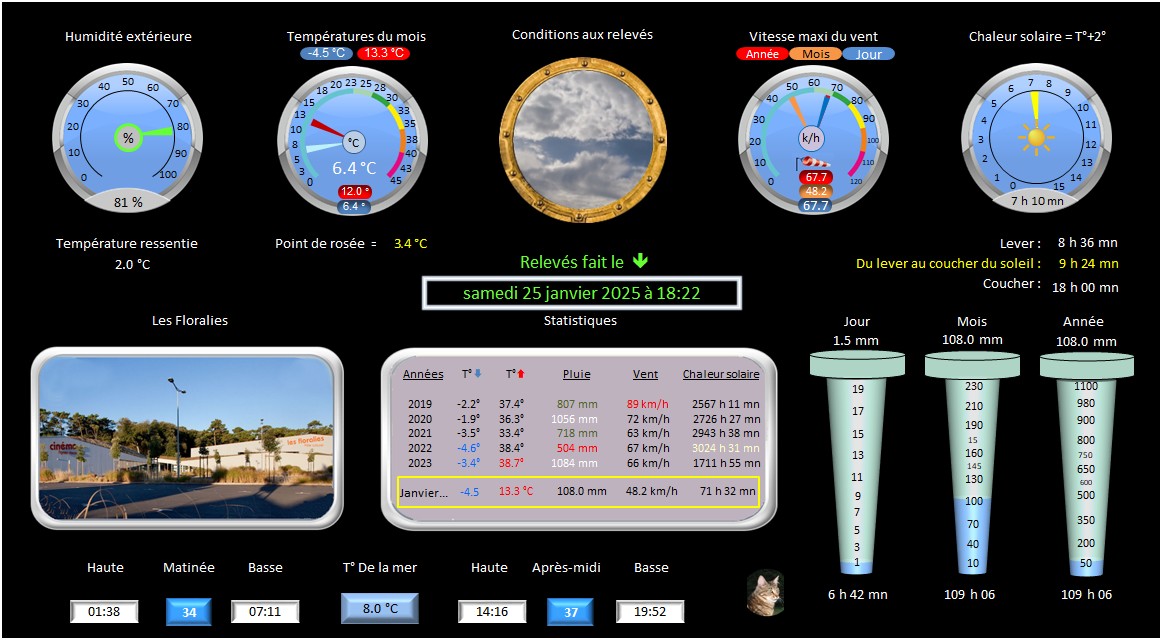 Humidité extérieure
Températures du mois
-4.5 °C 13.3 °C
Conditions aux relevés
Vitesse maxi du vent
Année Mois Jour
Chaleur solaire = T°+2°
0 10 20 30 40 50 60 70 80 90 100
%
81 %
0 3 5 8 10 13 15 18 20 23 25 28 30 33 35 38 40 43 45
°C
6.4 °C
12.0 °
6.4 °
0 10 20 30 40 50 60 70 80 90 100 110 120
k/h
67.7
48.2
67.7
0 1 2 3 4 5 6 7 8 9 10 11 12 13 14 15
7 h 10 mn
Température ressentie
2.0 °C
Point de rosée = 3.4 °C
Relevés fait le
samedi 25 janvier 2025 à 18:22
Lever : 8 h 36 mn
Du lever au coucher du soleil : 9 h 24 mn
Coucher : 18 h 00 mn
Les Floralies
cinéma
les floralies
Statistiques
Années T° T° Pluie Vent Chaleur solaire
2019 -2.2° 37.4° 807 mm 89 km/h 2567 h 11 mn
2020 -1.9° 36.3° 1056 mm 72 km/h 2726 h 27 mn
2021 -3.5° 33.4° 718 mm 63 km/h 2943 h 38 mn
2022 -4.6° 38.4° 504 mm 67 km/h 3024 h 31 mn
2023 -3.4° 38.7° 1084 mm 66 km/h 1711 h 55 mn
Janvier... -4.5 13.3 °C 108.0 mm 48.2 km/h 71 h 32 mn
Jour
1.5 mm
19
17
15
13
11
9
7
5
3
1
6 h 42 mn
Mois
108.0 mm
230
210
190
15
160
145
130
100
70
40
10
109 h 06
Année
108.0 mm
1100
980
900
800
750
650
600
500
350
200
50
109 h 06
Haute Matinée Basse
01:38 34 07:11
T° De la mer
8.0 °C
Haute Après-midi Basse
14:16 37 19:52